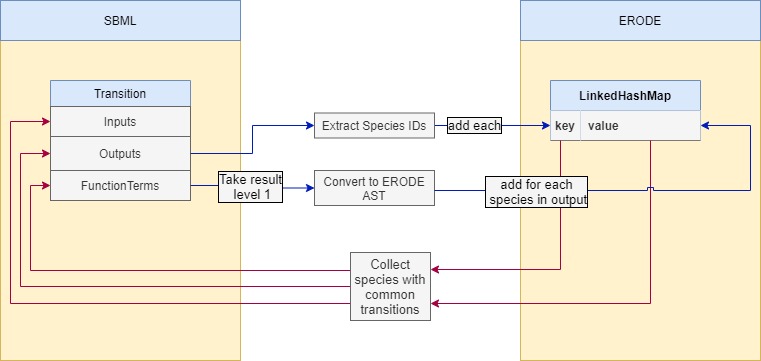 SBML
ERODE
Transition
Inputs
Outputs
FunctionTerms
Extract Species IDs
add each
LinkedHashMap
key
value
Take result
level 1
Convert to ERODE
AST
add for each
species in output
Collect
species with
common
transitions